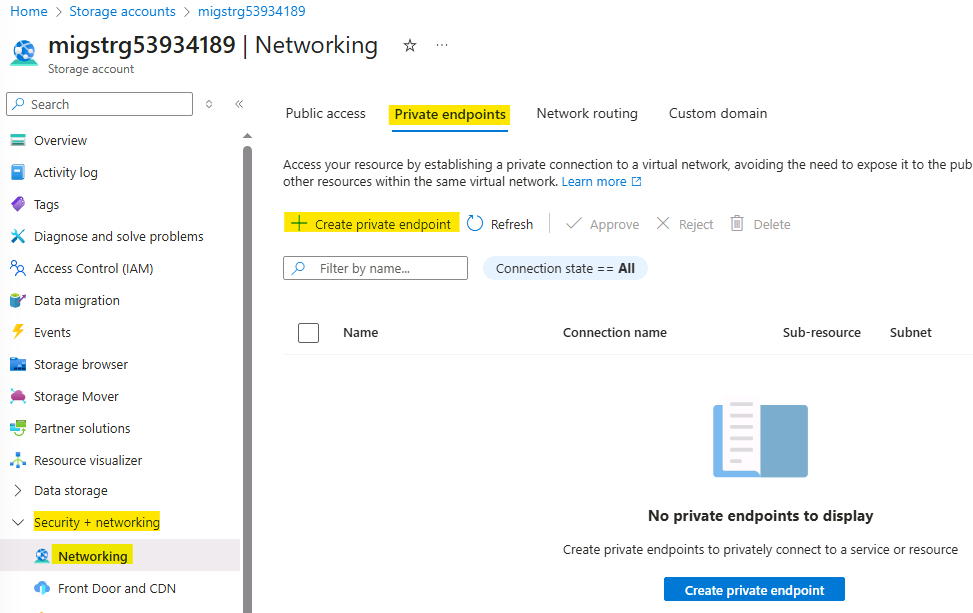 Home > Storage accounts > migstrg53934189
migstrg53934189 | Networking ☆ ...
Storage account
Search
Overview
Activity log
Tags
Diagnose and solve problems
Access Control (IAM)
Data migration
Events
Storage browser
Storage Mover
Partner solutions
Resource visualizer
Data storage
Security + networking
Networking
Front Door and CDN
Public access Private endpoints Network routing Custom domain
Access your resource by establishing a private connection to a virtual network, avoiding the need to expose it to the pub
other resources within the same virtual network. Learn more
+ Create private endpoint Refresh Approve Reject Delete
Filter by name... Connection state == All
Name Connection name Sub-resource Subnet
No private endpoints to display
Create private endpoints to privately connect to a service or resource
Create private endpoint